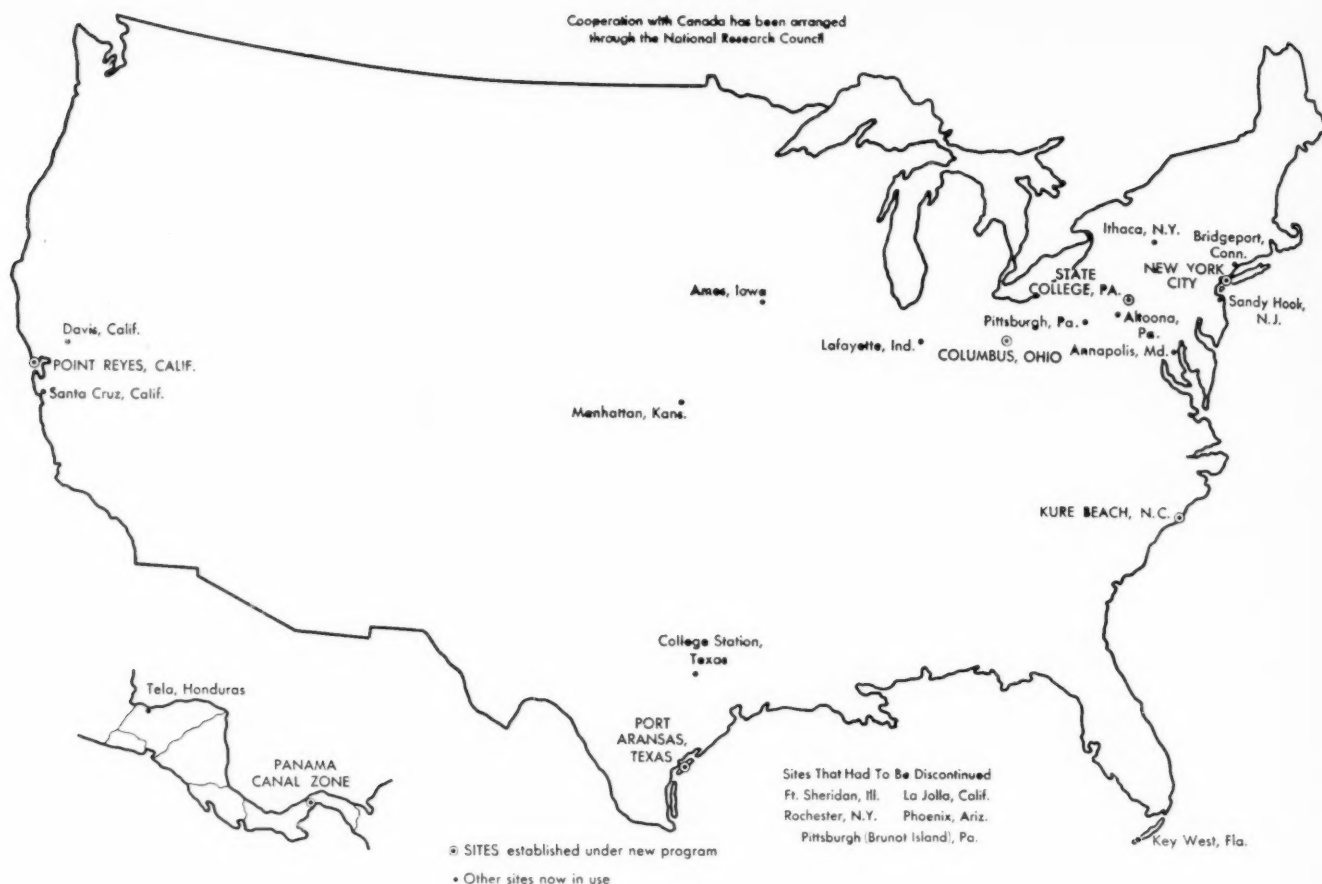 Cooperation with Canada has been arranged
through the National Research Council
Ithaca, N.Y.
Bridgeport,
Conn.
STATE
COLLEGE, PA.
NEW YORK
CITY
Ames, Iowa
Sandy Hook,
N.J.
Davis, Calif.
Pittsburgh, Pa.
Altoona,
Pa.
Lafayette, Ind.
COLUMBUS, OHIO
Annapolis, Md.
POINT REYES, CALIF.
Santa Cruz, Calif.
Manhattan, Kans.
KURE BEACH, N.C.
College Station,
Texas
Tela, Honduras
PORT
ARANSAS,
TEXAS
PANAMA
CANAL ZONE
Sites That Had To Be Discontinued
Ft. Sheridan, Ill. La Jolla, Calif.
Rochester, N.Y. Phoenix, Ariz.
Pittsburgh (Brunot Island), Pa.
Key West, Fla.
SITES established under new program
Other sites now in use